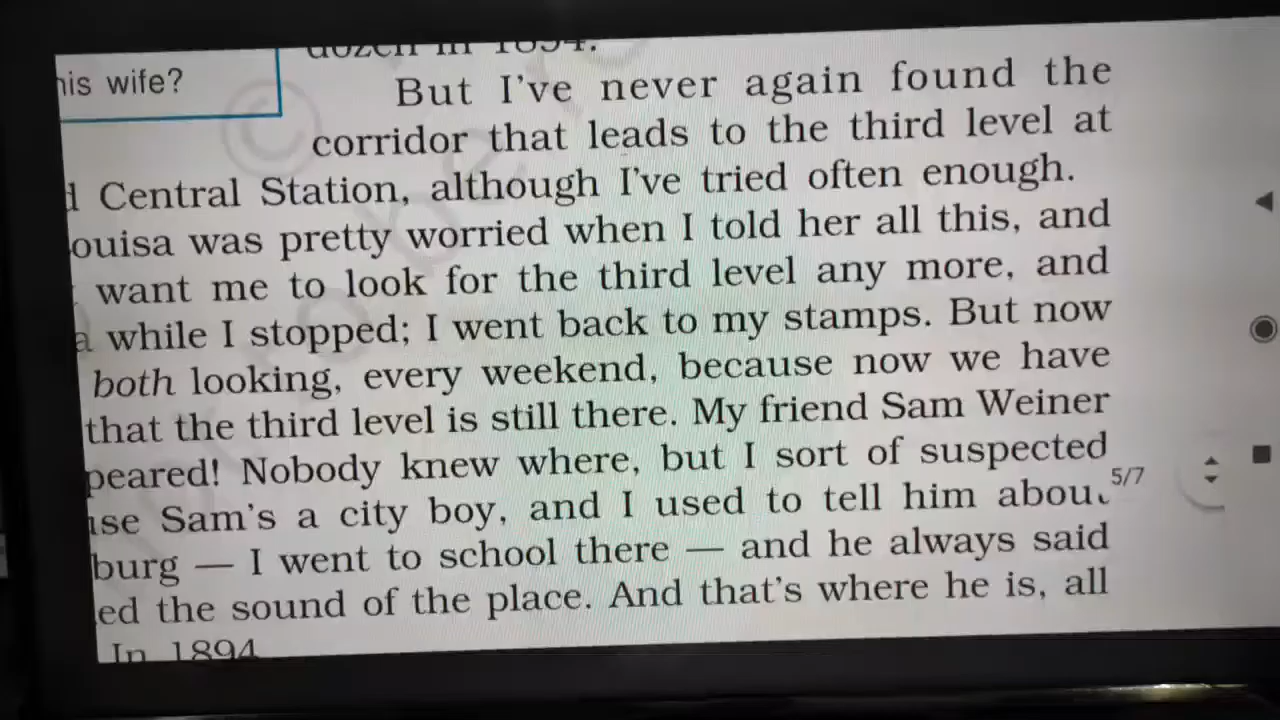 his wife?
dozen in 1894.
But I've never again found the
corridor that leads to the third level at
Central Station, although I've tried often enough.
ouisa was pretty worried when I told her all this, and
want me to look for the third level any more, and
a while I stopped; I went back to my stamps. But now
both looking, every weekend, because now we have
that the third level is still there. My friend Sam Weiner
peared! Nobody knew where, but I sort of suspected
5/7
use Sam's a city boy, and I used to tell him about
burg — I went to school there — and he always said
ed the sound of the place. And that's where he is, all
In 1894